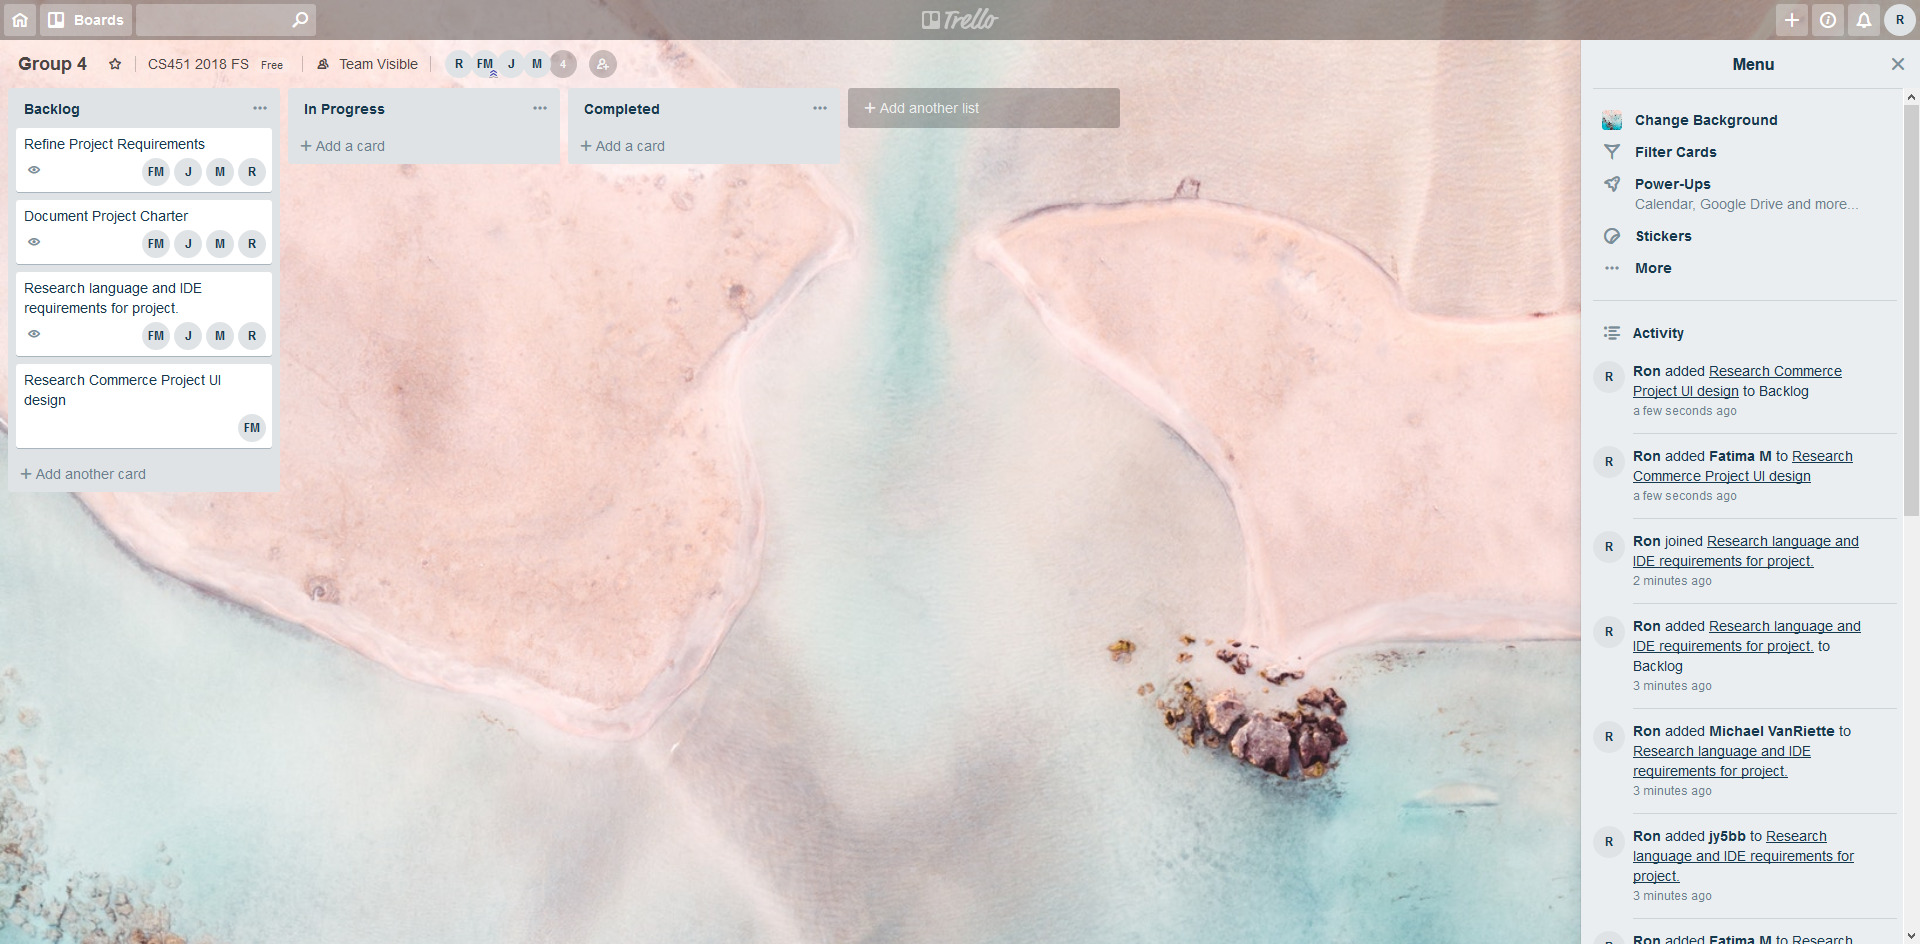 Boards
Trello
R
Group 4
CS451 2018 FS Free
Team Visible
R FM J M 4
Backlog
Refine Project Requirements
FM J M R
Document Project Charter
FM J M R
Research language and IDE
requirements for project.
FM J M R
Research Commerce Project UI
design
FM
+ Add another card
In Progress
+ Add a card
Completed
+ Add a card
+ Add another list
Menu
Change Background
Filter Cards
Power-Ups
Calendar, Google Drive and more...
Stickers
More
Activity
R
Ron added Research Commerce
Project UI design to Backlog
a few seconds ago
R
Ron added Fatima M to Research
Commerce Project UI design
a few seconds ago
R
Ron joined Research language and
IDE requirements for project.
2 minutes ago
R
Ron added Research language and
IDE requirements for project. to
Backlog
3 minutes ago
R
Ron added Michael VanRiette to
Research language and IDE
requirements for project.
3 minutes ago
R
Ron added jy5bb to Research
language and IDE requirements for
project.
3 minutes ago
R
Ron added Fatima M to Research